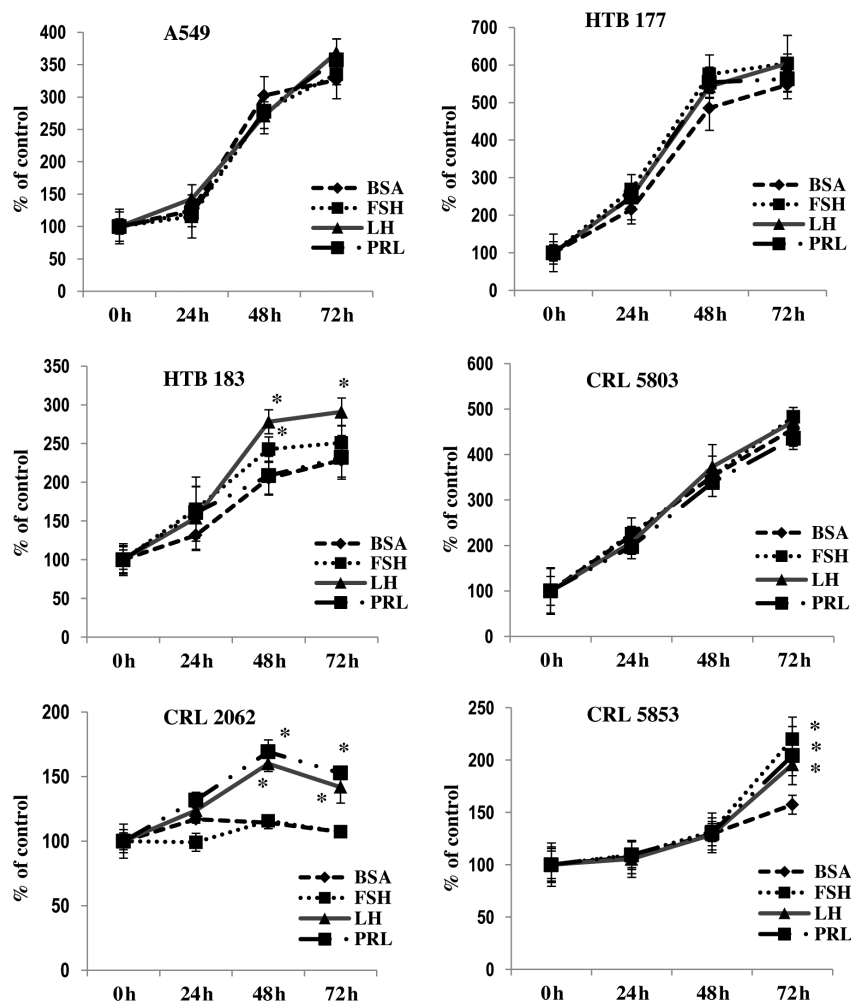 A549
% of control
400
350
300
250
200
150
100
50
0
0h 24h 48h 72h
BSA
FSH
LH
PRL
HTB 177
% of control
700
600
500
400
300
200
100
0
0h 24h 48h 72h
BSA
FSH
LH
PRL
HTB 183
% of control
350
300
250
200
150
100
50
0
* *
*
0h 24h 48h 72h
BSA
FSH
LH
PRL
CRL 5803
% of control
600
500
400
300
200
100
0
0h 24h 48h 72h
BSA
FSH
LH
PRL
CRL 2062
% of control
200
150
100
50
0
* *
* *
0h 24h 48h 72h
BSA
FSH
LH
PRL
CRL 5853
% of control
250
200
150
100
50
0
*
*
*
0h 24h 48h 72h
BSA
FSH
LH
PRL